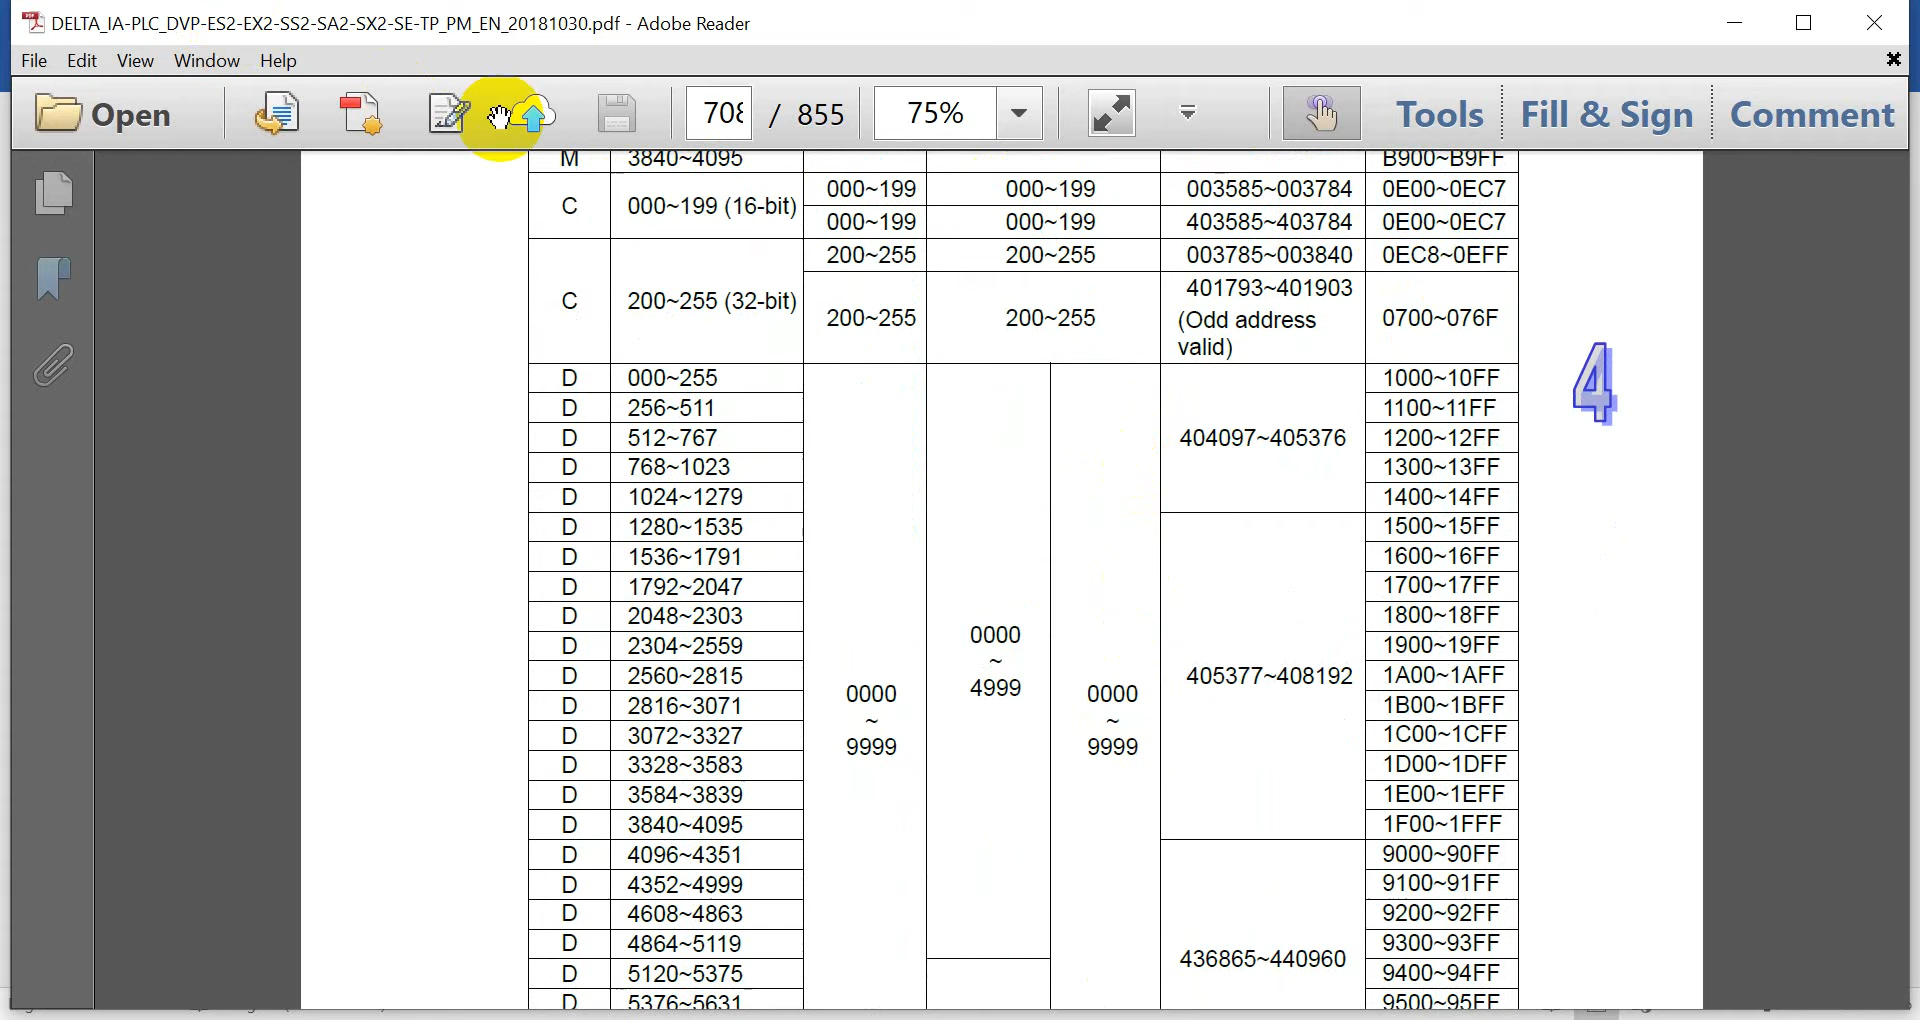 DELTA_IA-PLC_DVP-ES2-EX2-SS2-SA2-SX2-SE-TP_PM_EN_20181030.pdf - Adobe Reader
File Edit View Window Help
Open 708 / 855 75% Tools Fill & Sign Comment
M 3840~4095 B900~B9FF
C 000~199 (16-bit) 000~199 000~199 003585~003784 0E00~0EC7
000~199 000~199 403585~403784 0E00~0EC7
C 200~255 (32-bit) 200~255 200~255 003785~003840 0EC8~0EFF
200~255 200~255 401793~401903 (Odd address valid) 0700~076F
4
D 000~255 1000~10FF
D 256~511 1100~11FF
D 512~767 404097~405376 1200~12FF
D 768~1023 1300~13FF
D 1024~1279 1400~14FF
D 1280~1535 1500~15FF
D 1536~1791 1600~16FF
D 1792~2047 1700~17FF
D 2048~2303 1800~18FF
D 2304~2559 0000~4999 1900~19FF
D 2560~2815 405377~408192 1A00~1AFF
D 2816~3071 0000~9999 0000~9999 1B00~1BFF
D 3072~3327 1C00~1CFF
D 3328~3583 1D00~1DFF
D 3584~3839 1E00~1EFF
D 3840~4095 1F00~1FFF
D 4096~4351 9000~90FF
D 4352~4999 9100~91FF
D 4608~4863 9200~92FF
D 4864~5119 436865~440960 9300~93FF
D 5120~5375 9400~94FF
D 5376~5631 9500~95FF